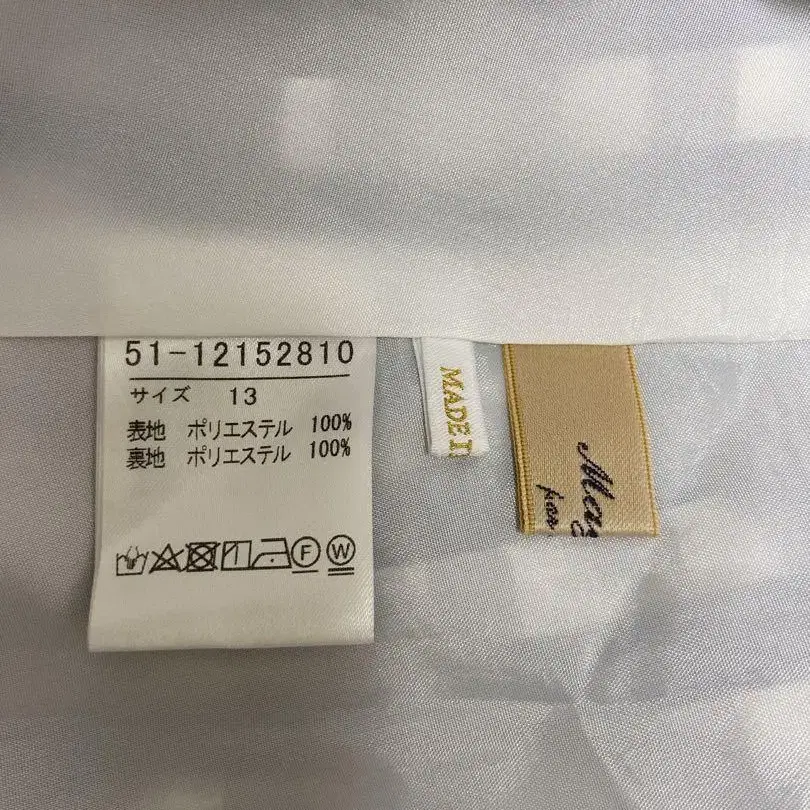 51-12152810
サイズ 13
表地 ポリエステル 100%
裏地 ポリエステル 100%
F W
MADE I